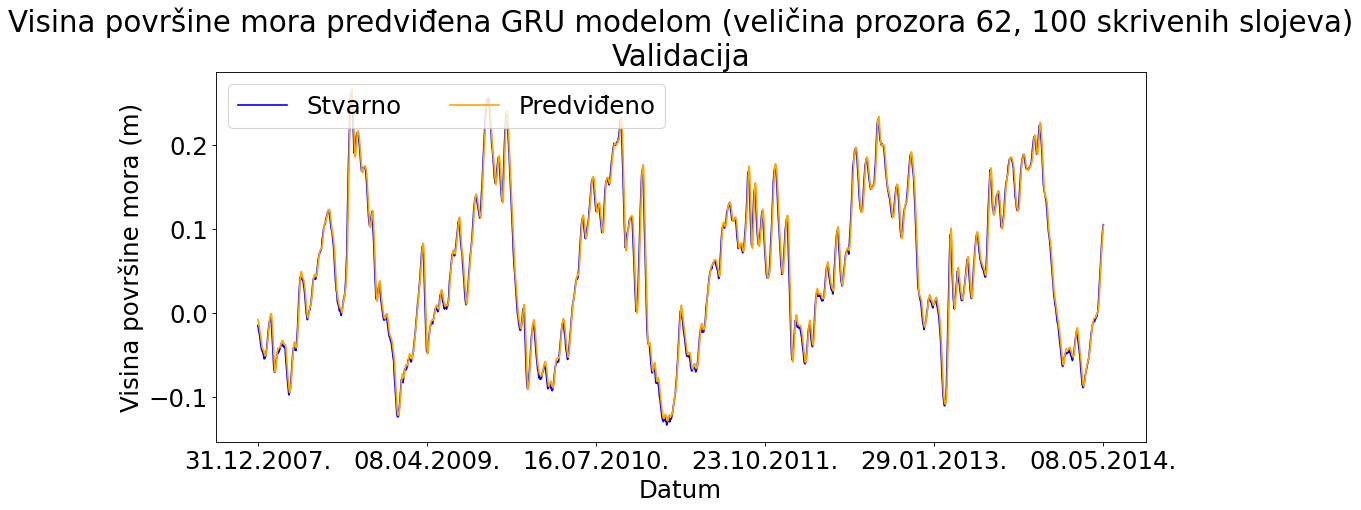 Visina površine mora predviđena GRU modelom (veličina prozora 62, 100 skrivenih slojeva)
Validacija
Stvarno
Predviđeno
Visina površine mora (m)
0.2
0.1
0.0
−0.1
31.12.2007.
08.04.2009.
16.07.2010.
23.10.2011.
29.01.2013.
08.05.2014.
Datum